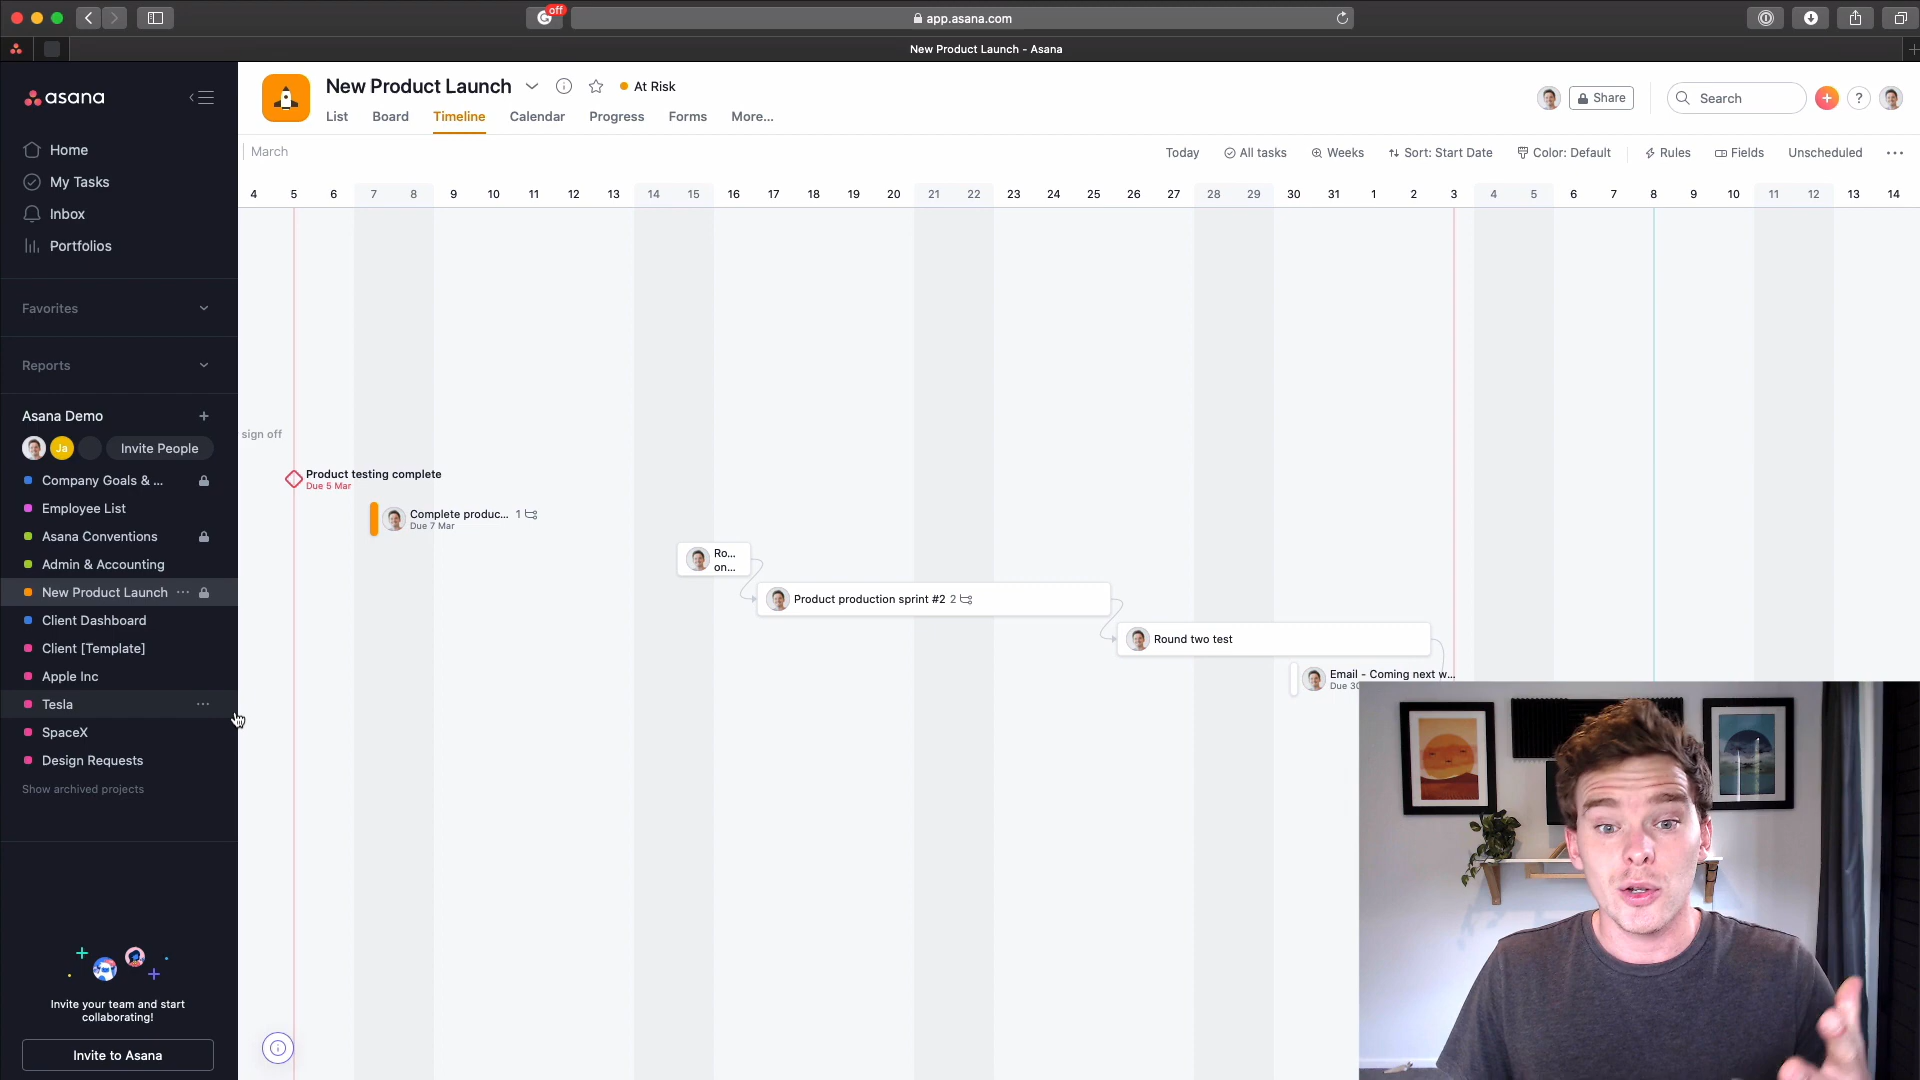 off
app.asana.com
New Product Launch - Asana
asana
Home
My Tasks
Inbox
Portfolios
Favorites
Reports
Asana Demo
Ja
Invite People
Company Goals & ...
Employee List
Asana Conventions
Admin & Accounting
New Product Launch
Client Dashboard
Client [Template]
Apple Inc
Tesla
SpaceX
Design Requests
Show archived projects
Invite your team and start
collaborating!
Invite to Asana
New Product Launch
At Risk
List Board Timeline Calendar Progress Forms More...
Share
Search
?
March
Today All tasks Weeks Sort: Start Date Color: Default Rules Fields Unscheduled
4 5 6 7 8 9 10 11 12 13 14 15 16 17 18 19 20 21 22 23 24 25 26 27 28 29 30 31 1 2 3 4 5 6 7 8 9 10 11 12 13 14
sign off
Product testing complete
Due 5 Mar
Complete produc... 1
Due 7 Mar
Ro...
on...
Product production sprint #2 2
Round two test
Email - Coming next w...
Due 30